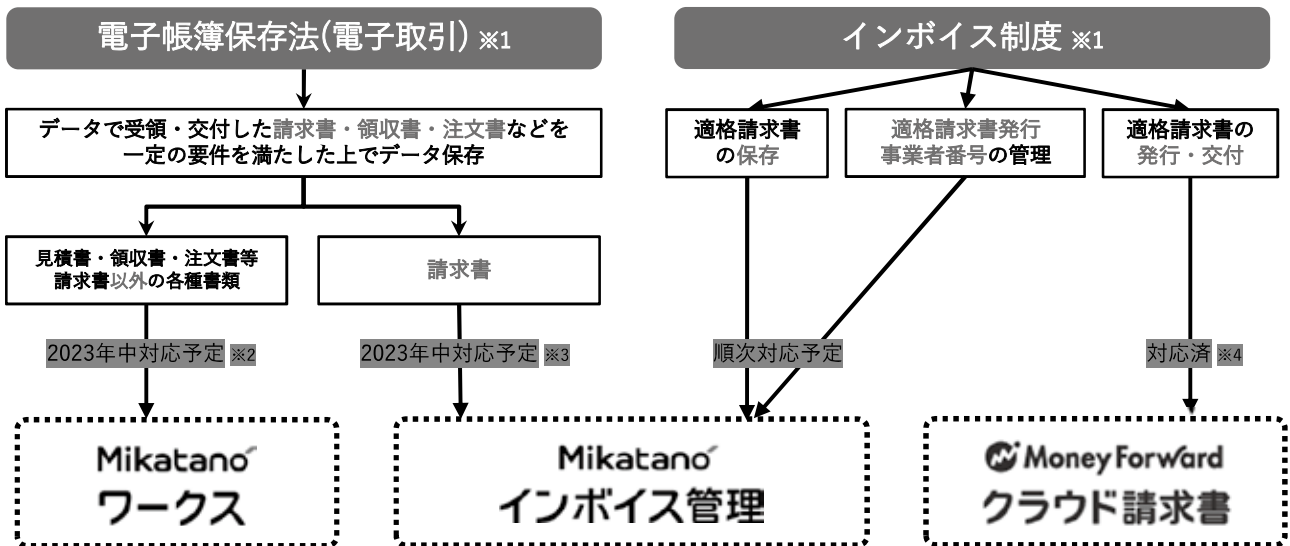 電子帳簿保存法(電子取引) ※1
データで受領・交付した請求書・領収書・注文書などを
一定の要件を満たした上でデータ保存
見積書・領収書・注文書等
請求書以外の各種書類
請求書
2023年中対応予定 ※2
2023年中対応予定 ※3
Mikatano
ワークス
インボイス制度 ※1
適格請求書
の保存
適格請求書発行
事業者番号の管理
適格請求書の
発行・交付
順次対応予定
対応済 ※4
Mikatano
インボイス管理
Money Forward
クラウド請求書